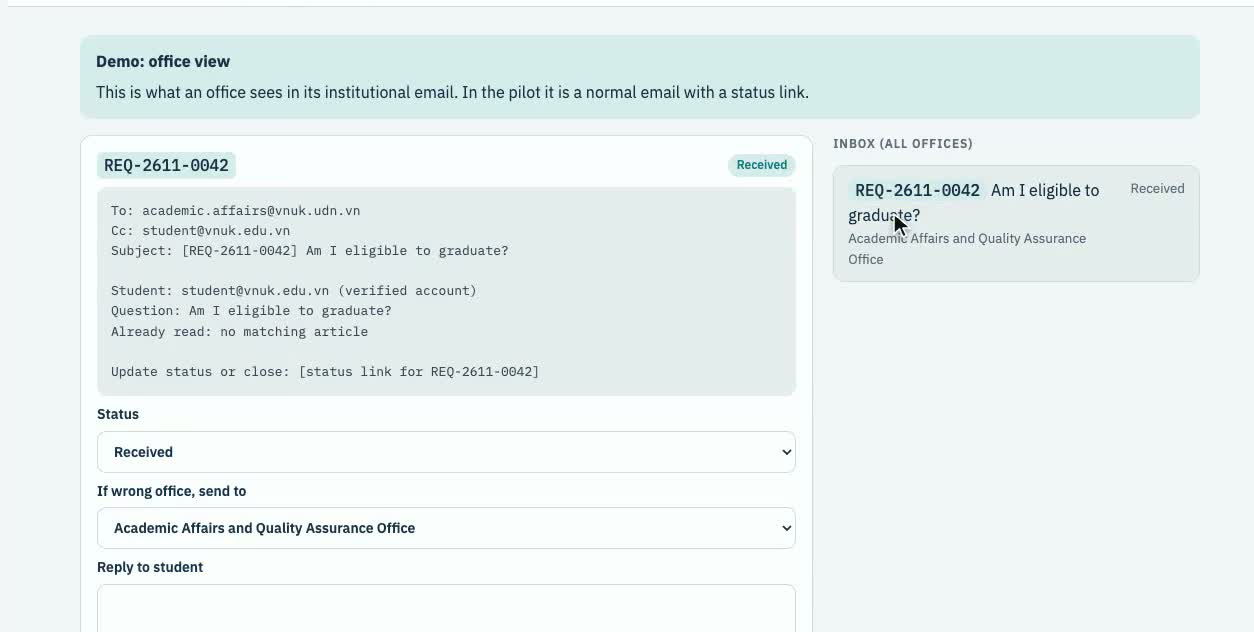 Demo: office view
This is what an office sees in its institutional email. In the pilot it is a normal email with a status link.
REQ-2611-0042
Received
To: academic.affairs@vnuk.udn.vn
Cc: student@vnuk.edu.vn
Subject: [REQ-2611-0042] Am I eligible to graduate?
Student: student@vnuk.edu.vn (verified account)
Question: Am I eligible to graduate?
Already read: no matching article
Update status or close: [status link for REQ-2611-0042]
Status
Received
If wrong office, send to
Academic Affairs and Quality Assurance Office
Reply to student
INBOX (ALL OFFICES)
REQ-2611-0042 Am I eligible to
Received
graduate?
Academic Affairs and Quality Assurance
Office